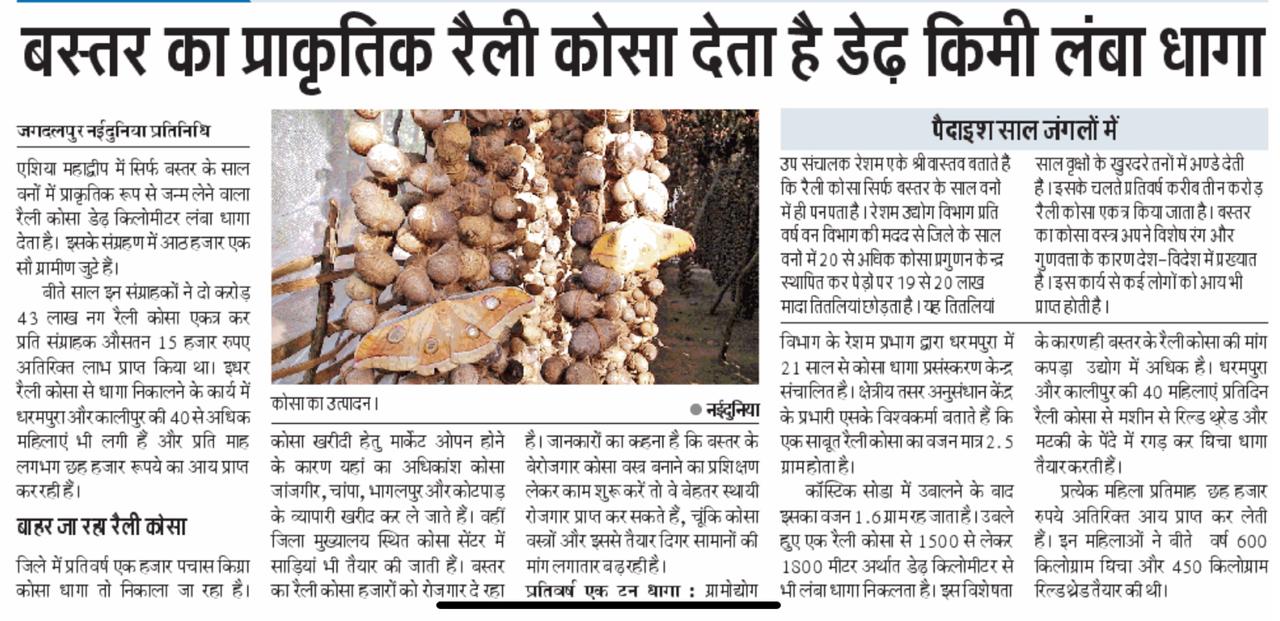 बस्तर का प्राकृतिक रैली कोसा देता है डेढ़ किमी लंबा धागा
जगदलपुर नईदुनिया प्रतिनिधि
एशिया महाद्वीप में सिर्फ बस्तर के साल
वनों में प्राकृतिक रूप से जन्म लेने वाला
रैली कोसा डेढ़ किलोमीटर लंबा धागा
देता है। इसके संग्रहण में आठ हजार एक
सौ ग्रामीण जुटे हैं।
बीते साल इन संग्राहकों ने दो करोड़
43 लाख नग रैली कोसा एकत्र कर
प्रति संग्राहक औसतन 15 हजार रुपए
अतिरिक्त लाभ प्राप्त किया था। इधर
रैली कोसा से धागा निकालने के कार्य में
धरमपुरा और कालीपुर की 40 से अधिक
महिलाएं भी लगी हैं और प्रति माह
लगभग छह हजार रूपये का आय प्राप्त
कर रही हैं।
बाहर जा रहा रैली कोसा
जिले में प्रतिवर्ष एक हजार पचास किग्रा
कोसा धागा तो निकाला जा रहा है।
कोसा का उत्पादन।
● नईदुनिया
कोसा खरीदी हेतु मार्केट ओपन होने
के कारण यहां का अधिकांश कोसा
जांजगीर, चांपा, भागलपुर और कोटपाड़
के व्यापारी खरीद कर ले जाते हैं। वहीं
जिला मुख्यालय स्थित कोसा सेंटर में
साड़ियां भी तैयार की जाती हैं। बस्तर
का रैली कोसा हजारों को रोजगार दे रहा
है। जानकारों का कहना है कि बस्तर के
बेरोजगार कोसा वस्त्र बनाने का प्रशिक्षण
लेकर काम शुरू करें तो वे बेहतर स्थायी
रोजगार प्राप्त कर सकते हैं, चूंकि कोसा
वस्त्रों और इससे तैयार दिगर सामानों की
मांग लगातार बढ़ रही है।
प्रतिवर्ष एक टन धागा : ग्रामोद्योग
पैदाइश साल जंगलों में
उप संचालक रेशम एके श्रीवास्तव बताते है
कि रैली कोसा सिर्फ बस्तर के साल वनो
में ही पनपता है। रेशम उद्योग विभाग प्रति
वर्ष वन विभाग की मदद से जिले के साल
वनो में 20 से अधिक कोसा प्रगुणन केन्द्र
स्थापित कर पेड़ों पर 19 से 20 लाख
मादा तितलियां छोड़ता है। यह तितलियां
साल वृक्षों के खुरदरे तनों में अण्डे देती
है। इसके चलते प्रतिवर्ष करीब तीन करोड़
रैली कोसा एकत्र किया जाता है। बस्तर
का कोसा वस्त्र अपने विशेष रंग और
गुणवत्ता के कारण देश-विदेश में प्रख्यात
है। इस कार्य से कई लोगों को आय भी
प्राप्त होती है।
विभाग के रेशम प्रभाग द्वारा धरमपुरा में
21 साल से कोसा धागा प्रसंस्करण केन्द्र
संचालित है। क्षेत्रीय तसर अनुसंधान केंद्र
के प्रभारी एसके विश्वकर्मा बताते हैं कि
एक साबूत रैली कोसा का वजन मात्र 2.5
ग्राम होता है।
कॉस्टिक सोडा में उबालने के बाद
इसका वजन 1.6 ग्राम रह जाता है। उबले
हुए एक रैली कोसा से 1500 से लेकर
1800 मीटर अर्थात डेढ़ किलोमीटर से
भी लंबा धागा निकलता है। इस विशेषता
के कारण ही बस्तर के रैली कोसा की मांग
कपड़ा उद्योग में अधिक है। धरमपुरा
और कालीपुर की 40 महिलाएं प्रतिदिन
रैली कोसा से मशीन से रिल्ड थ्रेड और
मटकी के पेंदे में रगड़ कर घिचा धागा
तैयार करती हैं।
प्रत्येक महिला प्रतिमाह छह हजार
रुपये अतिरिक्त आय प्राप्त कर लेती
हैं। इन महिलाओं ने बीते वर्ष 600
किलोग्राम घिचा और 450 किलोग्राम
रिल्ड थ्रेड तैयार की थी।